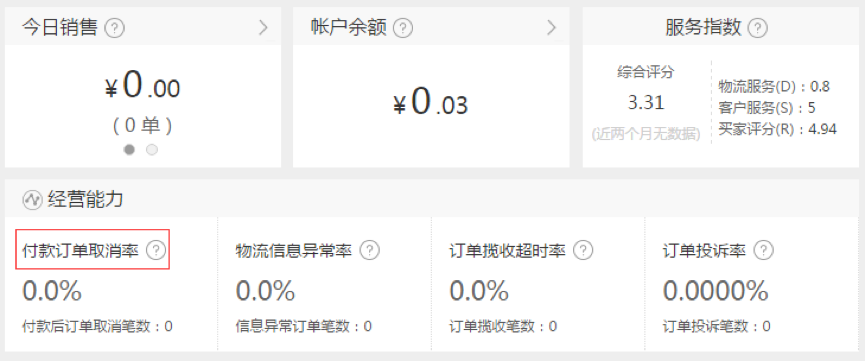 今日销售 ?
¥0.00
(0 单)
帐户余额 ?
¥0.03
服务指数 ?
综合评分
3.31
(近两个月无数据)
物流服务(D)：0.8
客户服务(S)：5
买家评分(R)：4.94
经营能力
付款订单取消率 ?
0.0%
付款后订单取消笔数：0
物流信息异常率 ?
0.0%
信息异常订单笔数：0
订单揽收超时率 ?
0.0%
订单揽收笔数：0
订单投诉率 ?
0.0000%
订单投诉笔数：0